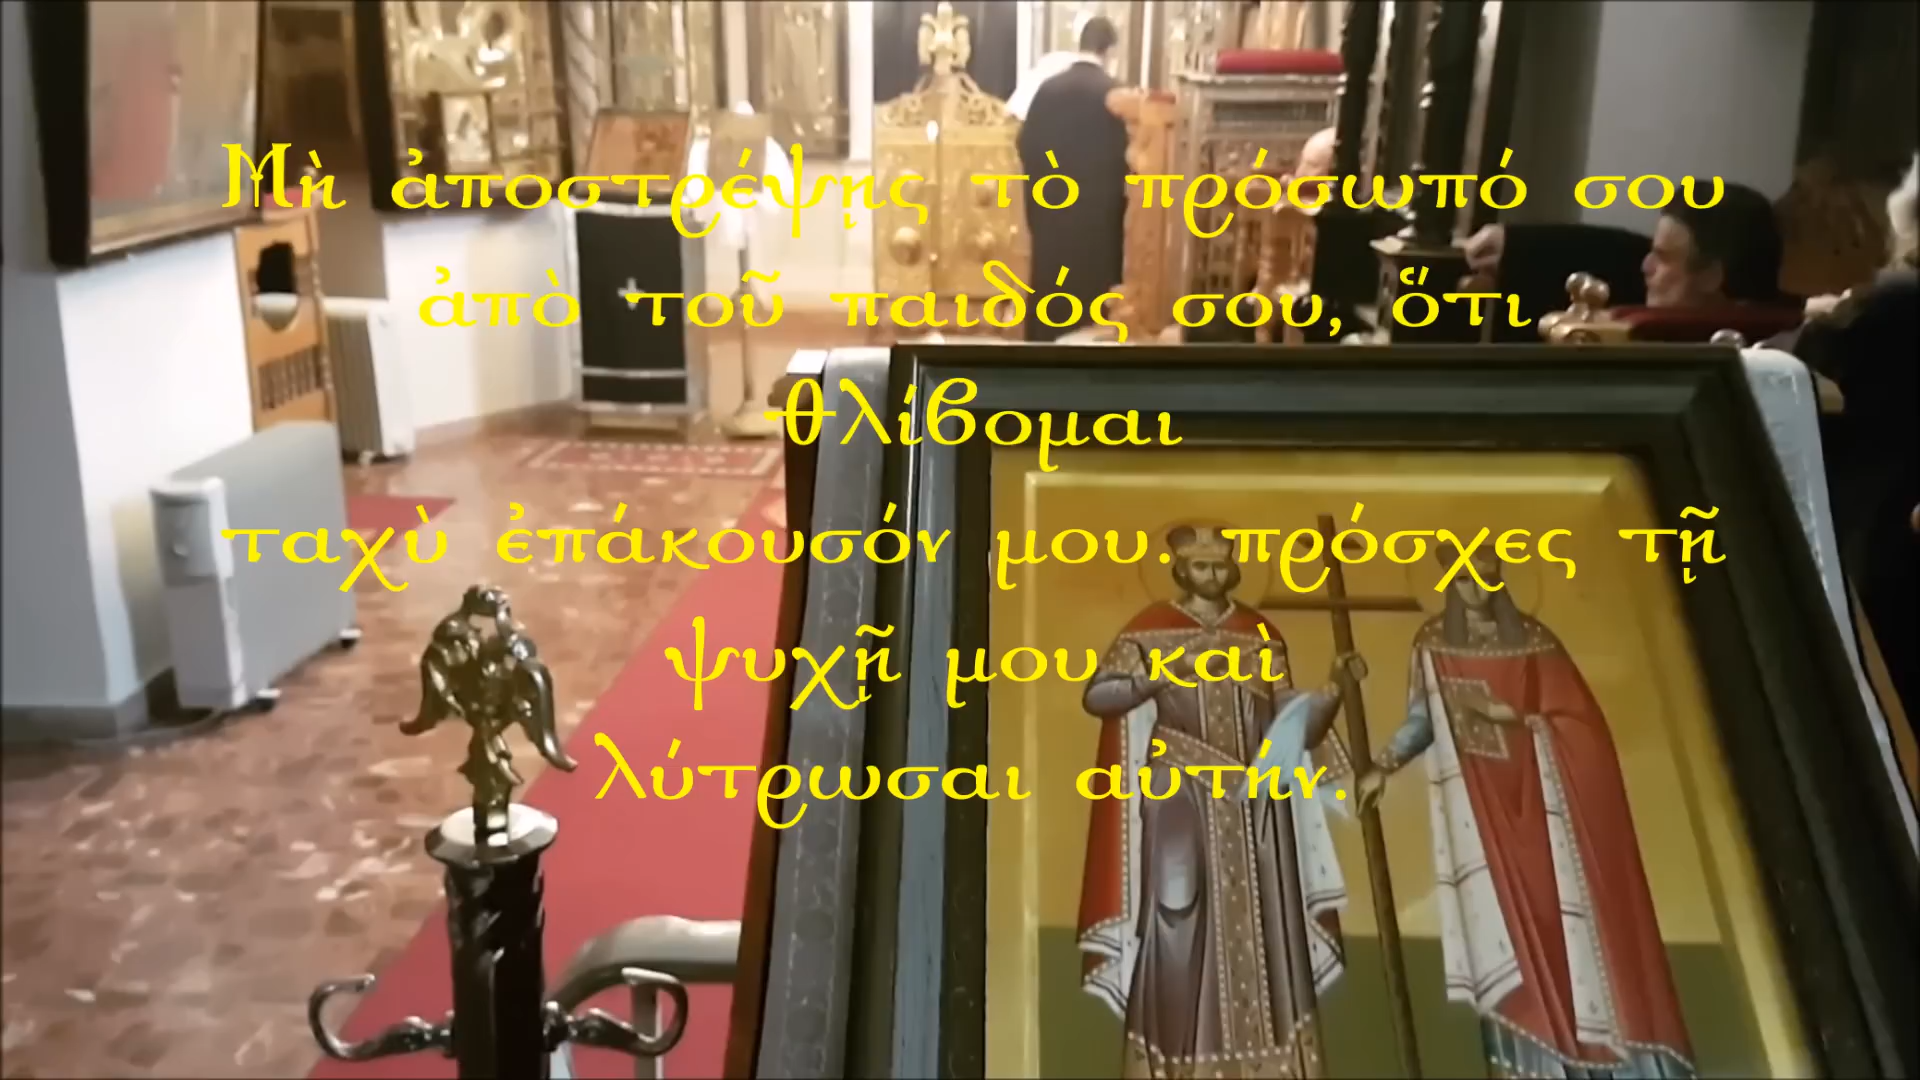 Μὴ ἀποστρέψῃς τὸ πρόσωπό σου
ἀπὸ τοῦ παιδός σου, ὅτι
θλίβομαι
ταχὺ ἐπάκουσόν μου. πρόσχες τῇ
ψυχῇ μου καὶ
λύτρωσαι αὐτήν.